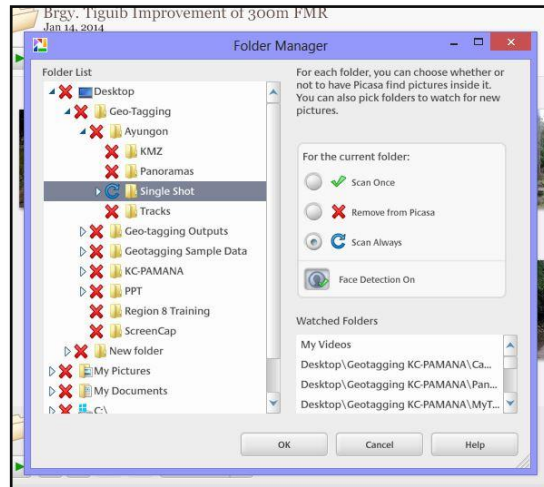 Brgy. Tiguib Improvement of 300m FMR
Jan 14, 2014
Folder Manager
Folder List
Desktop
Geo-Tagging
Ayungon
KMZ
Panoramas
Single Shot
Tracks
Geo-tagging Outputs
Geotagging Sample Data
KC-PAMANA
PPT
Region 8 Training
ScreenCap
New folder
My Pictures
My Documents
C:\
For each folder, you can choose whether or
not to have Picasa find pictures inside it.
You can also pick folders to watch for new
pictures.
For the current folder:
Scan Once
Remove from Picasa
Scan Always
Face Detection On
Watched Folders
My Videos
Desktop\Geotagging KC-PAMANA\Ca...
Desktop\Geotagging KC-PAMANA\Pan...
Desktop\Geotagging KC-PAMANA\MyT...
OK
Cancel
Help